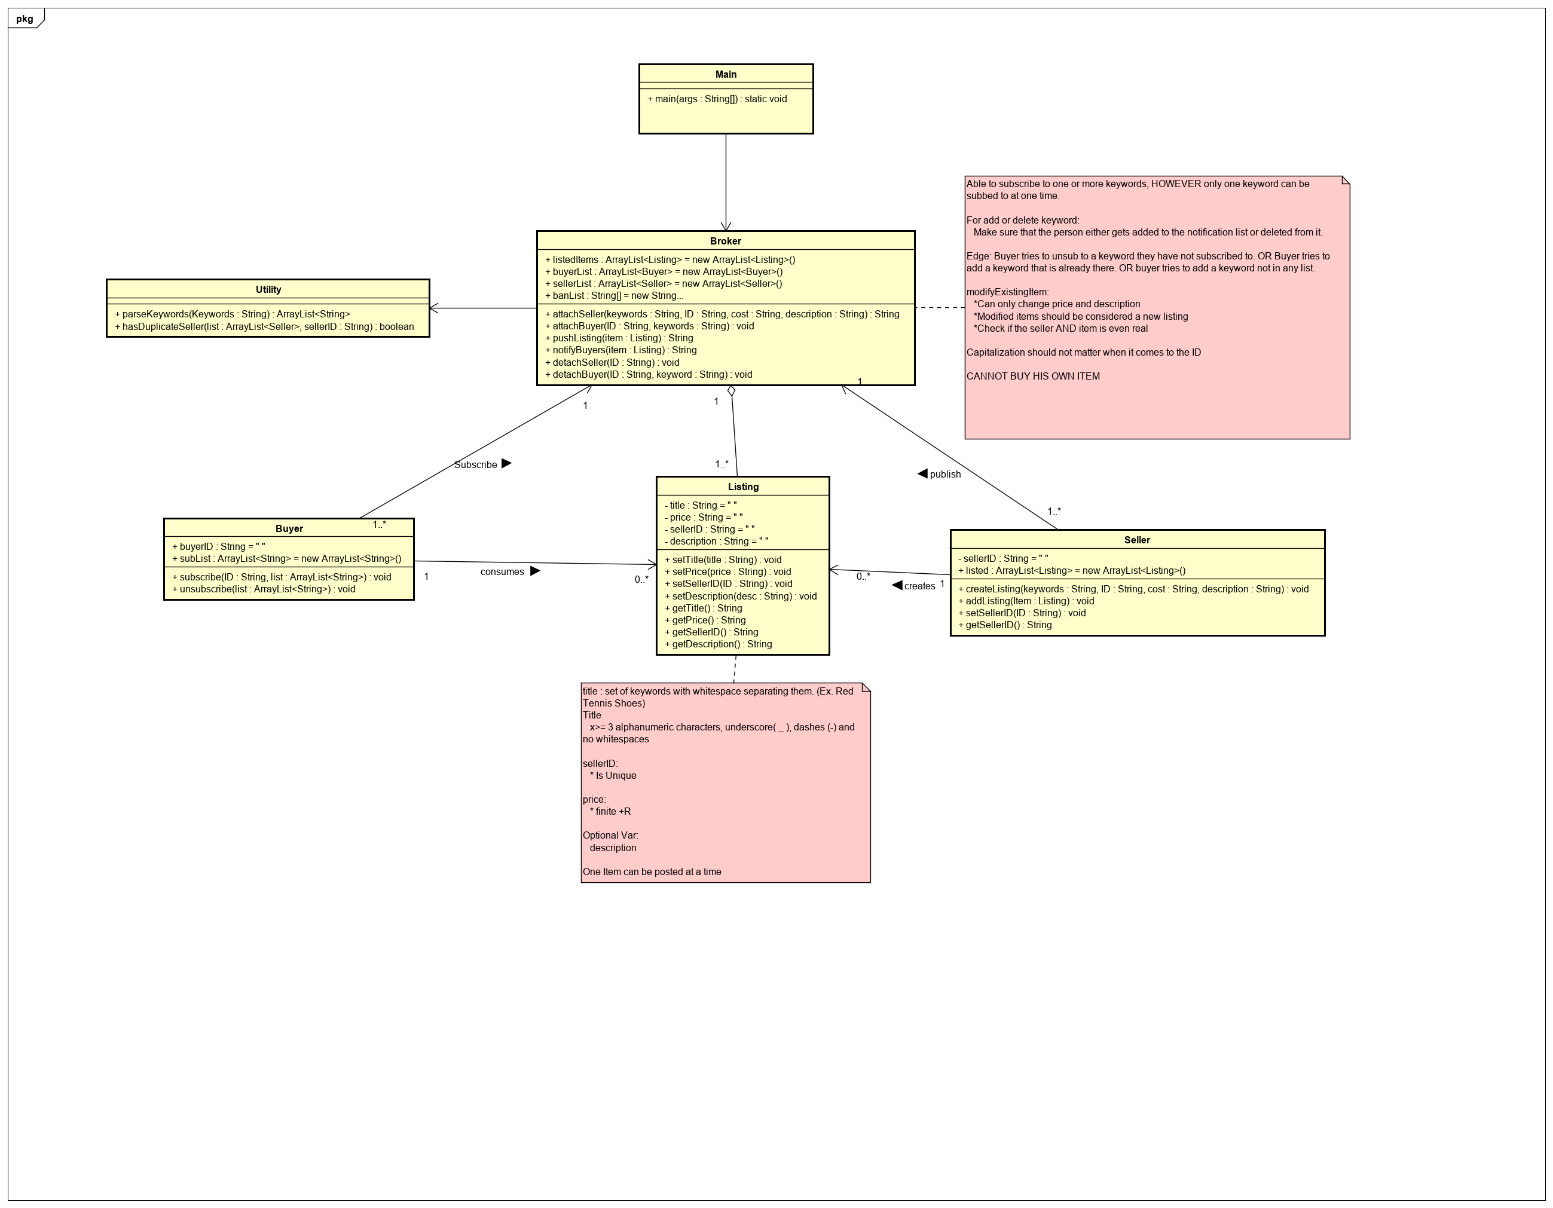 pkg
Main
+ main(args : String[]) : static void
Broker
+ listedItems : ArrayList<Listing> = new ArrayList<Listing>()
+ buyerList : ArrayList<Buyer> = new ArrayList<Buyer>()
+ sellerList : ArrayList<Seller> = new ArrayList<Seller>()
+ banList : String[] = new String...
+ attachSeller(keywords : String, ID : String, cost : String, description : String) : String
+ attachBuyer(ID : String, keywords : String) : void
+ pushListing(item : Listing) : String
+ notifyBuyers(item : Listing) : String
+ detachSeller(ID : String) : void
+ detachBuyer(ID : String, keyword : String) : void
Able to subscribe to one or more keywords, HOWEVER only one keyword can be
subbed to at one time.
For add or delete keyword:
Make sure that the person either gets added to the notification list or deleted from it.
Edge: Buyer tries to unsub to a keyword they have not subscribed to. OR Buyer tries to
add a keyword that is already there. OR buyer tries to add a keyword not in any list.
modifyExistingItem:
*Can only change price and description
*Modified items should be considered a new listing
*Check if the seller AND item is even real
Capitalization should not matter when it comes to the ID
CANNOT BUY HIS OWN ITEM
Utility
+ parseKeywords(Keywords : String) : ArrayList<String>
+ hasDuplicateSeller(list : ArrayList<Seller>, sellerID : String) : boolean
1
1
1
Subscribe
1..*
publish
1..*
1..*
Buyer
+ buyerID : String = " "
+ subList : ArrayList<String> = new ArrayList<String>()
+ subscribe(ID : String, list : ArrayList<String>) : void
+ unsubscribe(list : ArrayList<String>) : void
1
consumes
0..*
Listing
- title : String = " "
- price : String = " "
- sellerID : String = " "
- description : String = " "
+ setTitle(title : String) : void
+ setPrice(price : String) : void
+ setSellerID(ID : String) : void
+ setDescription(desc : String) : void
+ getTitle() : String
+ getPrice() : String
+ getSellerID() : String
+ getDescription() : String
0..*
creates
1
Seller
- sellerID : String = " "
+ listed : ArrayList<Listing> = new ArrayList<Listing>()
+ createListing(keywords : String, ID : String, cost : String, description : String) : void
+ addListing(Item : Listing) : void
+ setSellerID(ID : String) : void
+ getSellerID() : String
title : set of keywords with whitespace separating them. (Ex. Red
Tennis Shoes)
Title
x>= 3 alphanumeric characters, underscore( _ ), dashes (-) and
no whitespaces
sellerID:
* Is Unique
price:
* finite +R
Optional Var:
description
One Item can be posted at a time